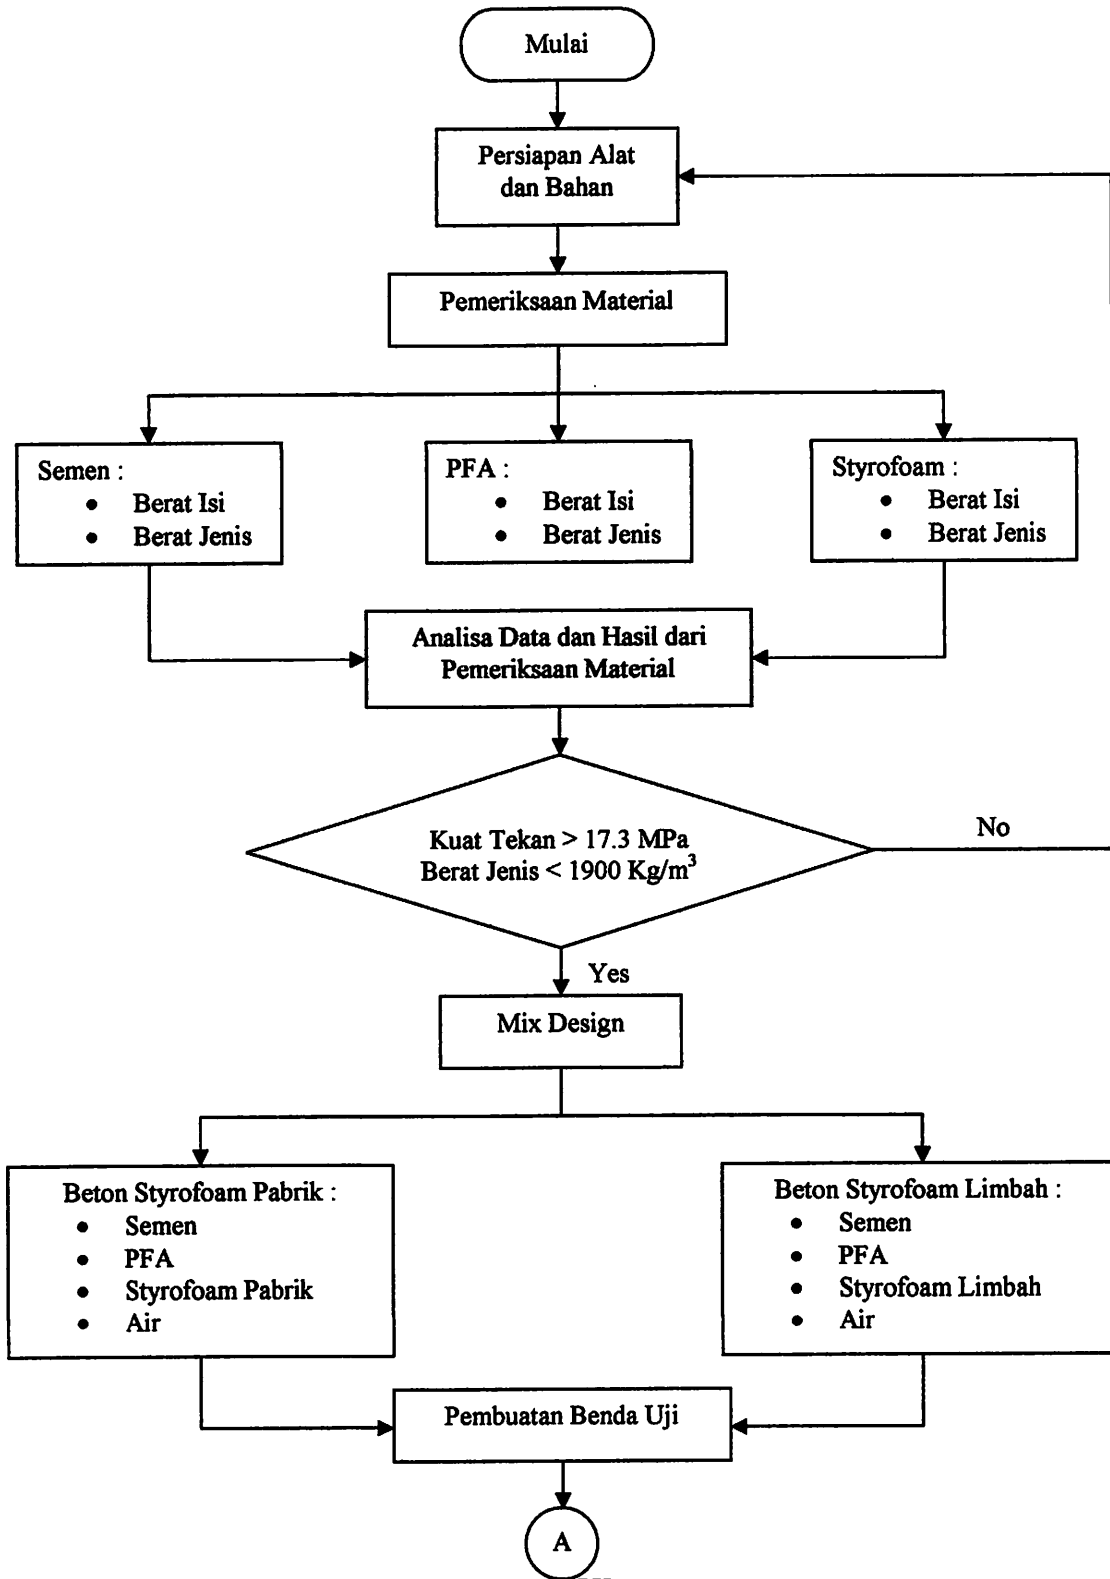 Mulai
Persiapan Alat
dan Bahan
Pemeriksaan Material
Semen :
• Berat Isi
• Berat Jenis
PFA :
• Berat Isi
• Berat Jenis
Styrofoam :
• Berat Isi
• Berat Jenis
Analisa Data dan Hasil dari
Pemeriksaan Material
Kuat Tekan > 17.3 MPa
Berat Jenis < 1900 Kg/m³
No
Yes
Mix Design
Beton Styrofoam Pabrik :
• Semen
• PFA
• Styrofoam Pabrik
• Air
Beton Styrofoam Limbah :
• Semen
• PFA
• Styrofoam Limbah
• Air
Pembuatan Benda Uji
A